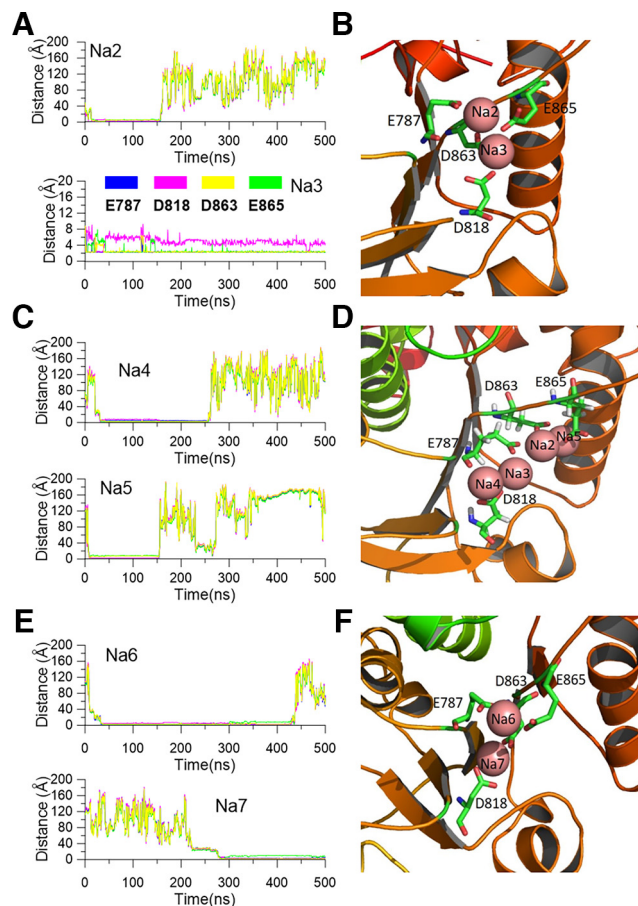 A
B
Na2
Distance (Å)
200
160
120
80
40
0
0 100 200 300 400 500
Time(ns)
Na3
E787 D818 D863 E865
Distance (Å)
20
16
12
8
4
0
0 100 200 300 400 500
Time(ns)
Na2
E865
E787
D863
Na3
D818
C
D
Na4
Distance (Å)
200
160
120
80
40
0
0 100 200 300 400 500
Time(ns)
Na5
Distance (Å)
200
160
120
80
40
0
0 100 200 300 400 500
Time(ns)
D863
E865
E787
Na2
Na5
Na3
Na4
D818
E
F
Na6
Distance (Å)
200
160
120
80
40
0
0 100 200 300 400 500
Time(ns)
Na7
Distance (Å)
200
160
120
80
40
0
0 100 200 300 400 500
Time(ns)
D863
E865
E787
Na6
Na7
D818